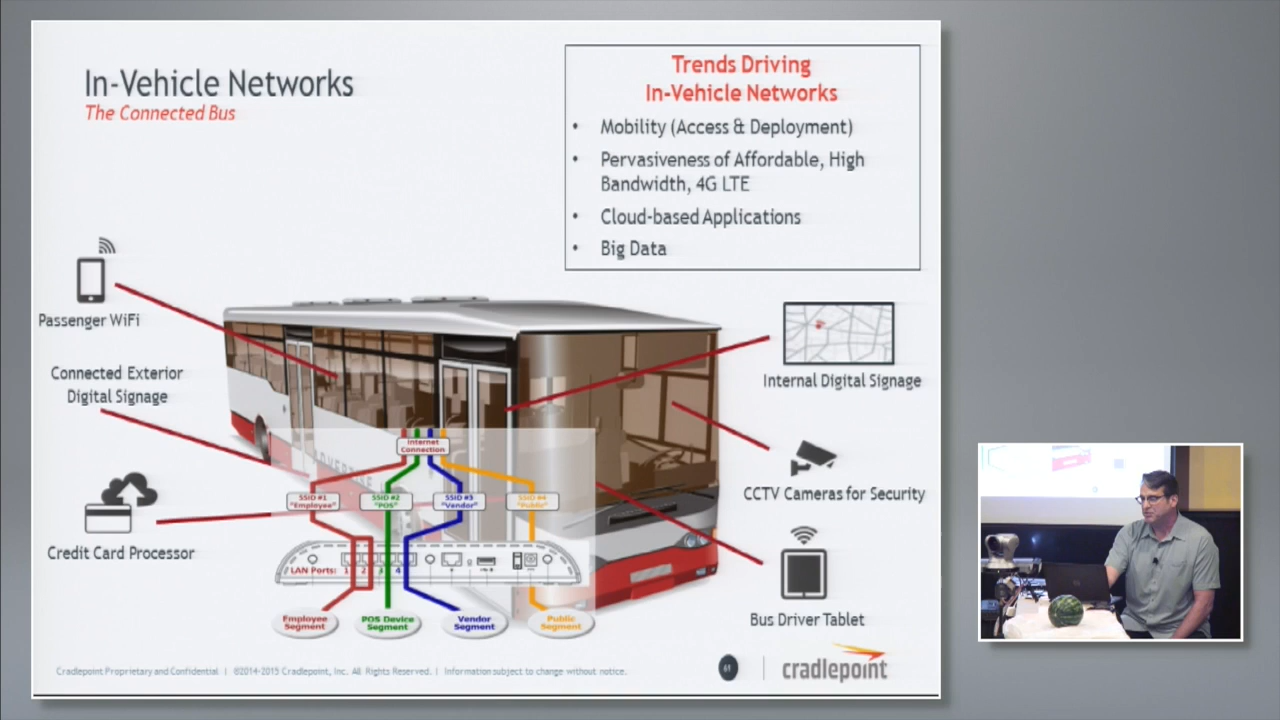 In-Vehicle Networks
The Connected Bus
Trends Driving
In-Vehicle Networks
• Mobility (Access & Deployment)
• Pervasiveness of Affordable, High
Bandwidth, 4G LTE
• Cloud-based Applications
• Big Data
Passenger WiFi
Connected Exterior
Digital Signage
Credit Card Processor
Internal Digital Signage
CCTV Cameras for Security
Bus Driver Tablet
Internet
Connection
SSID #1
"Employee"
SSID #2
"POS"
SSID #3
"Vendor"
SSID #4
"Public"
LAN Ports: 1 2 3 4
Employee
Segment
POS Device
Segment
Vendor
Segment
Public
Segment
Cradlepoint Proprietary and Confidential | ©2014-2015 Cradlepoint, Inc. All Rights Reserved. | Information subject to change without notice.
cradlepoint